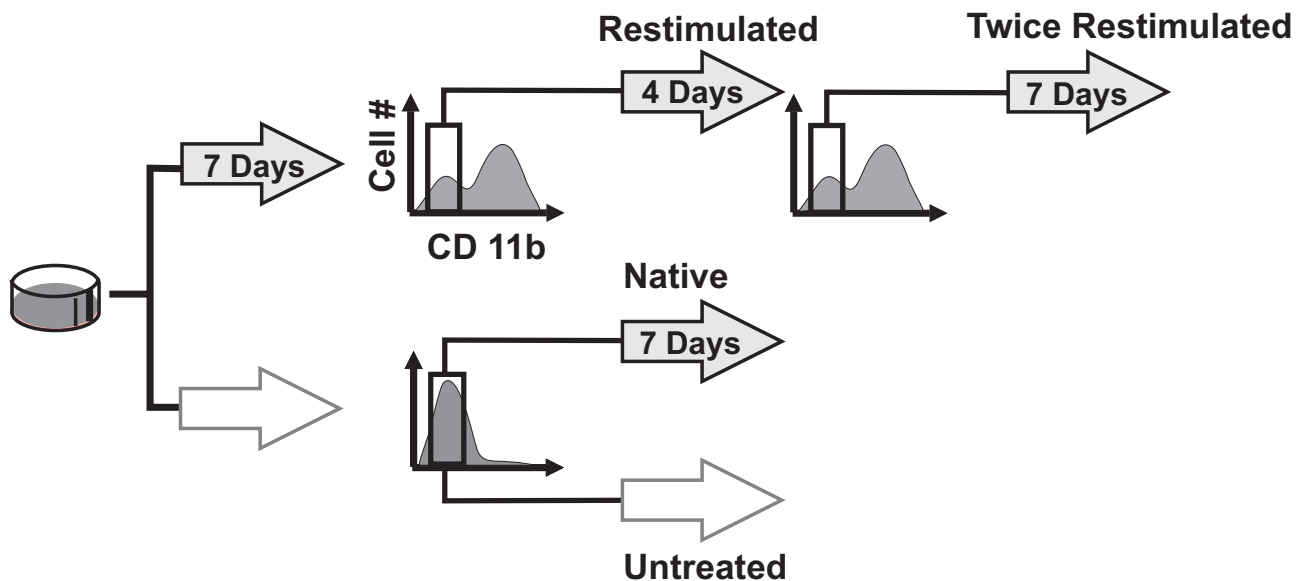 Restimulated
Twice Restimulated
4 Days
7 Days
Cell #
7 Days
CD 11b
Native
7 Days
Untreated